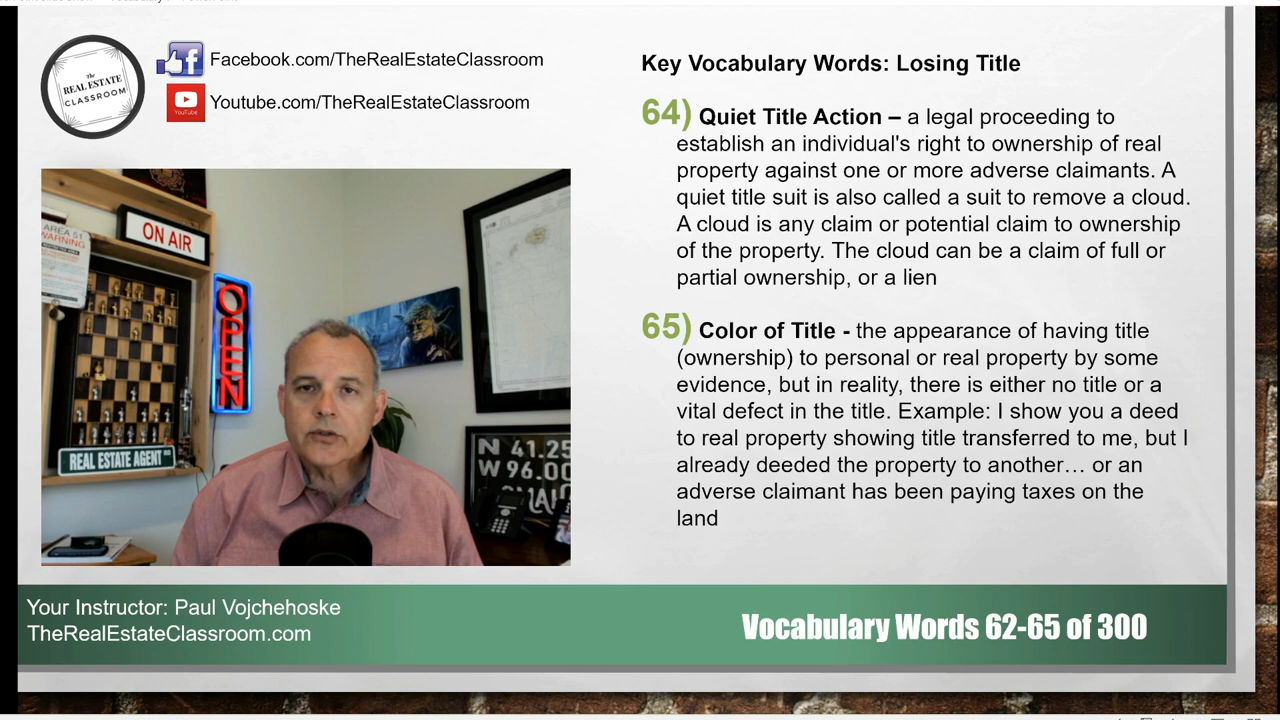 The
REAL ESTATE
CLASSROOM
Facebook.com/TheRealEstateClassroom
YouTube
Youtube.com/TheRealEstateClassroom
AREA 51
WARNING
ON AIR
OPEN
REAL ESTATE AGENT
N 41.25
W 96.00
Key Vocabulary Words: Losing Title
64) Quiet Title Action – a legal proceeding to
establish an individual's right to ownership of real
property against one or more adverse claimants. A
quiet title suit is also called a suit to remove a cloud.
A cloud is any claim or potential claim to ownership
of the property. The cloud can be a claim of full or
partial ownership, or a lien
65) Color of Title - the appearance of having title
(ownership) to personal or real property by some
evidence, but in reality, there is either no title or a
vital defect in the title. Example: I show you a deed
to real property showing title transferred to me, but I
already deeded the property to another… or an
adverse claimant has been paying taxes on the
land
Your Instructor: Paul Vojchehoske
TheRealEstateClassroom.com
Vocabulary Words 62-65 of 300